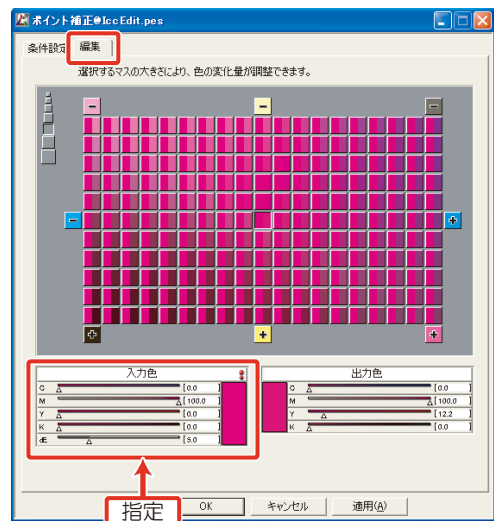 ポイント補正@IccEdit.pes
条件設定 編集
選択するマスの大きさにより、色の変化量が調整できます。
入力色
C [0.0 ]
M [100.0 ]
Y [0.0 ]
K [0.0 ]
dE [5.0 ]
出力色
C [0.0 ]
M [100.0 ]
Y [12.2 ]
K [0.0 ]
指定
OK キャンセル 適用(A)